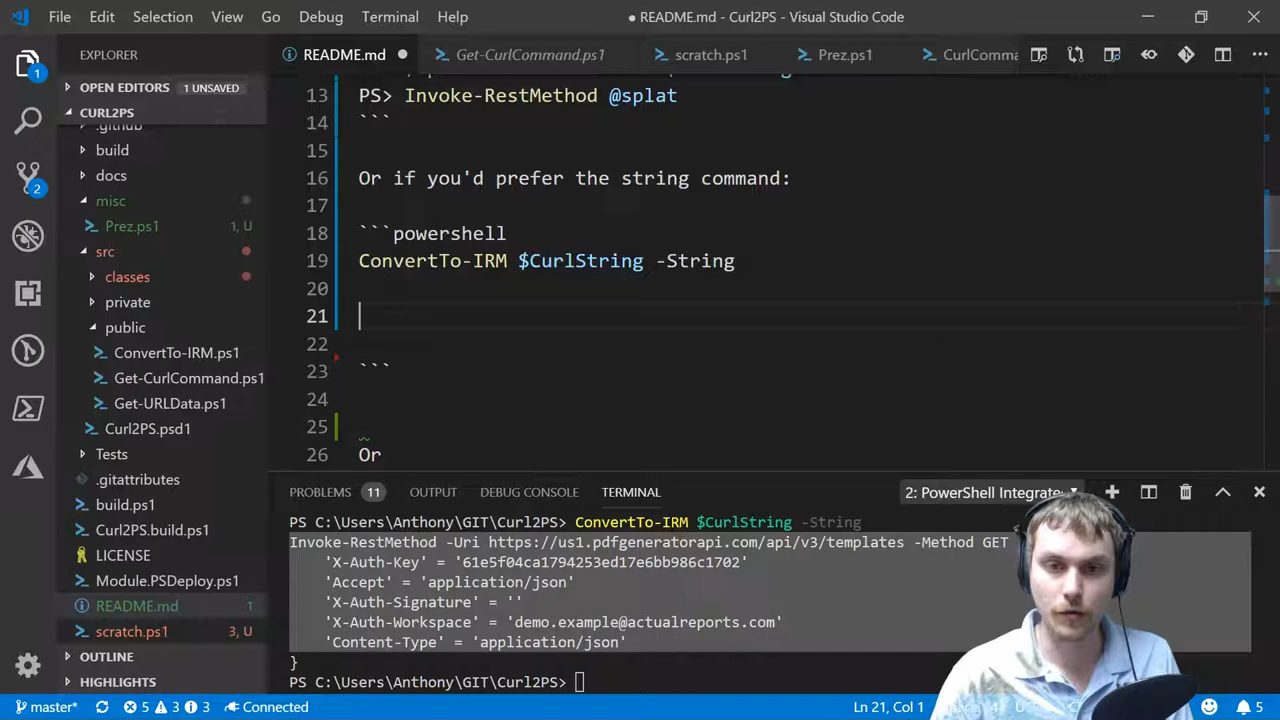 File Edit Selection View Go Debug Terminal Help
● README.md - Curl2PS - Visual Studio Code
EXPLORER
README.md
Get-CurlCommand.ps1
scratch.ps1
Prez.ps1
CurlComma
1
OPEN EDITORS 1 UNSAVED
CURL2PS
.github
build
docs
misc
Prez.ps1 1, U
src
classes
private
public
ConvertTo-IRM.ps1
Get-CurlCommand.ps1
Get-URLData.ps1
Curl2PS.psd1
Tests
.gitattributes
build.ps1
Curl2PS.build.ps1
LICENSE
Module.PSDeploy.ps1
README.md 1
scratch.ps1 3, U
OUTLINE
HIGHLIGHTS
2
13 PS> Invoke-RestMethod @splat
14 ```
15
16 Or if you'd prefer the string command:
17
18 ```powershell
19 ConvertTo-IRM $CurlString -String
20
21
22
23 ```
24
25
26 Or
PROBLEMS 11 OUTPUT DEBUG CONSOLE TERMINAL
2: PowerShell Integrate
PS C:\Users\Anthony\GIT\Curl2PS> ConvertTo-IRM $CurlString -String
Invoke-RestMethod -Uri https://us1.pdfgeneratorapi.com/api/v3/templates -Method GET
'X-Auth-Key' = '61e5f04ca1794253ed17e6bb986c1702'
'Accept' = 'application/json'
'X-Auth-Signature' = ''
'X-Auth-Workspace' = 'demo.example@actualreports.com'
'Content-Type' = 'application/json'
}
PS C:\Users\Anthony\GIT\Curl2PS>
master* 5 3 3 Connected
Ln 21, Col 1
5